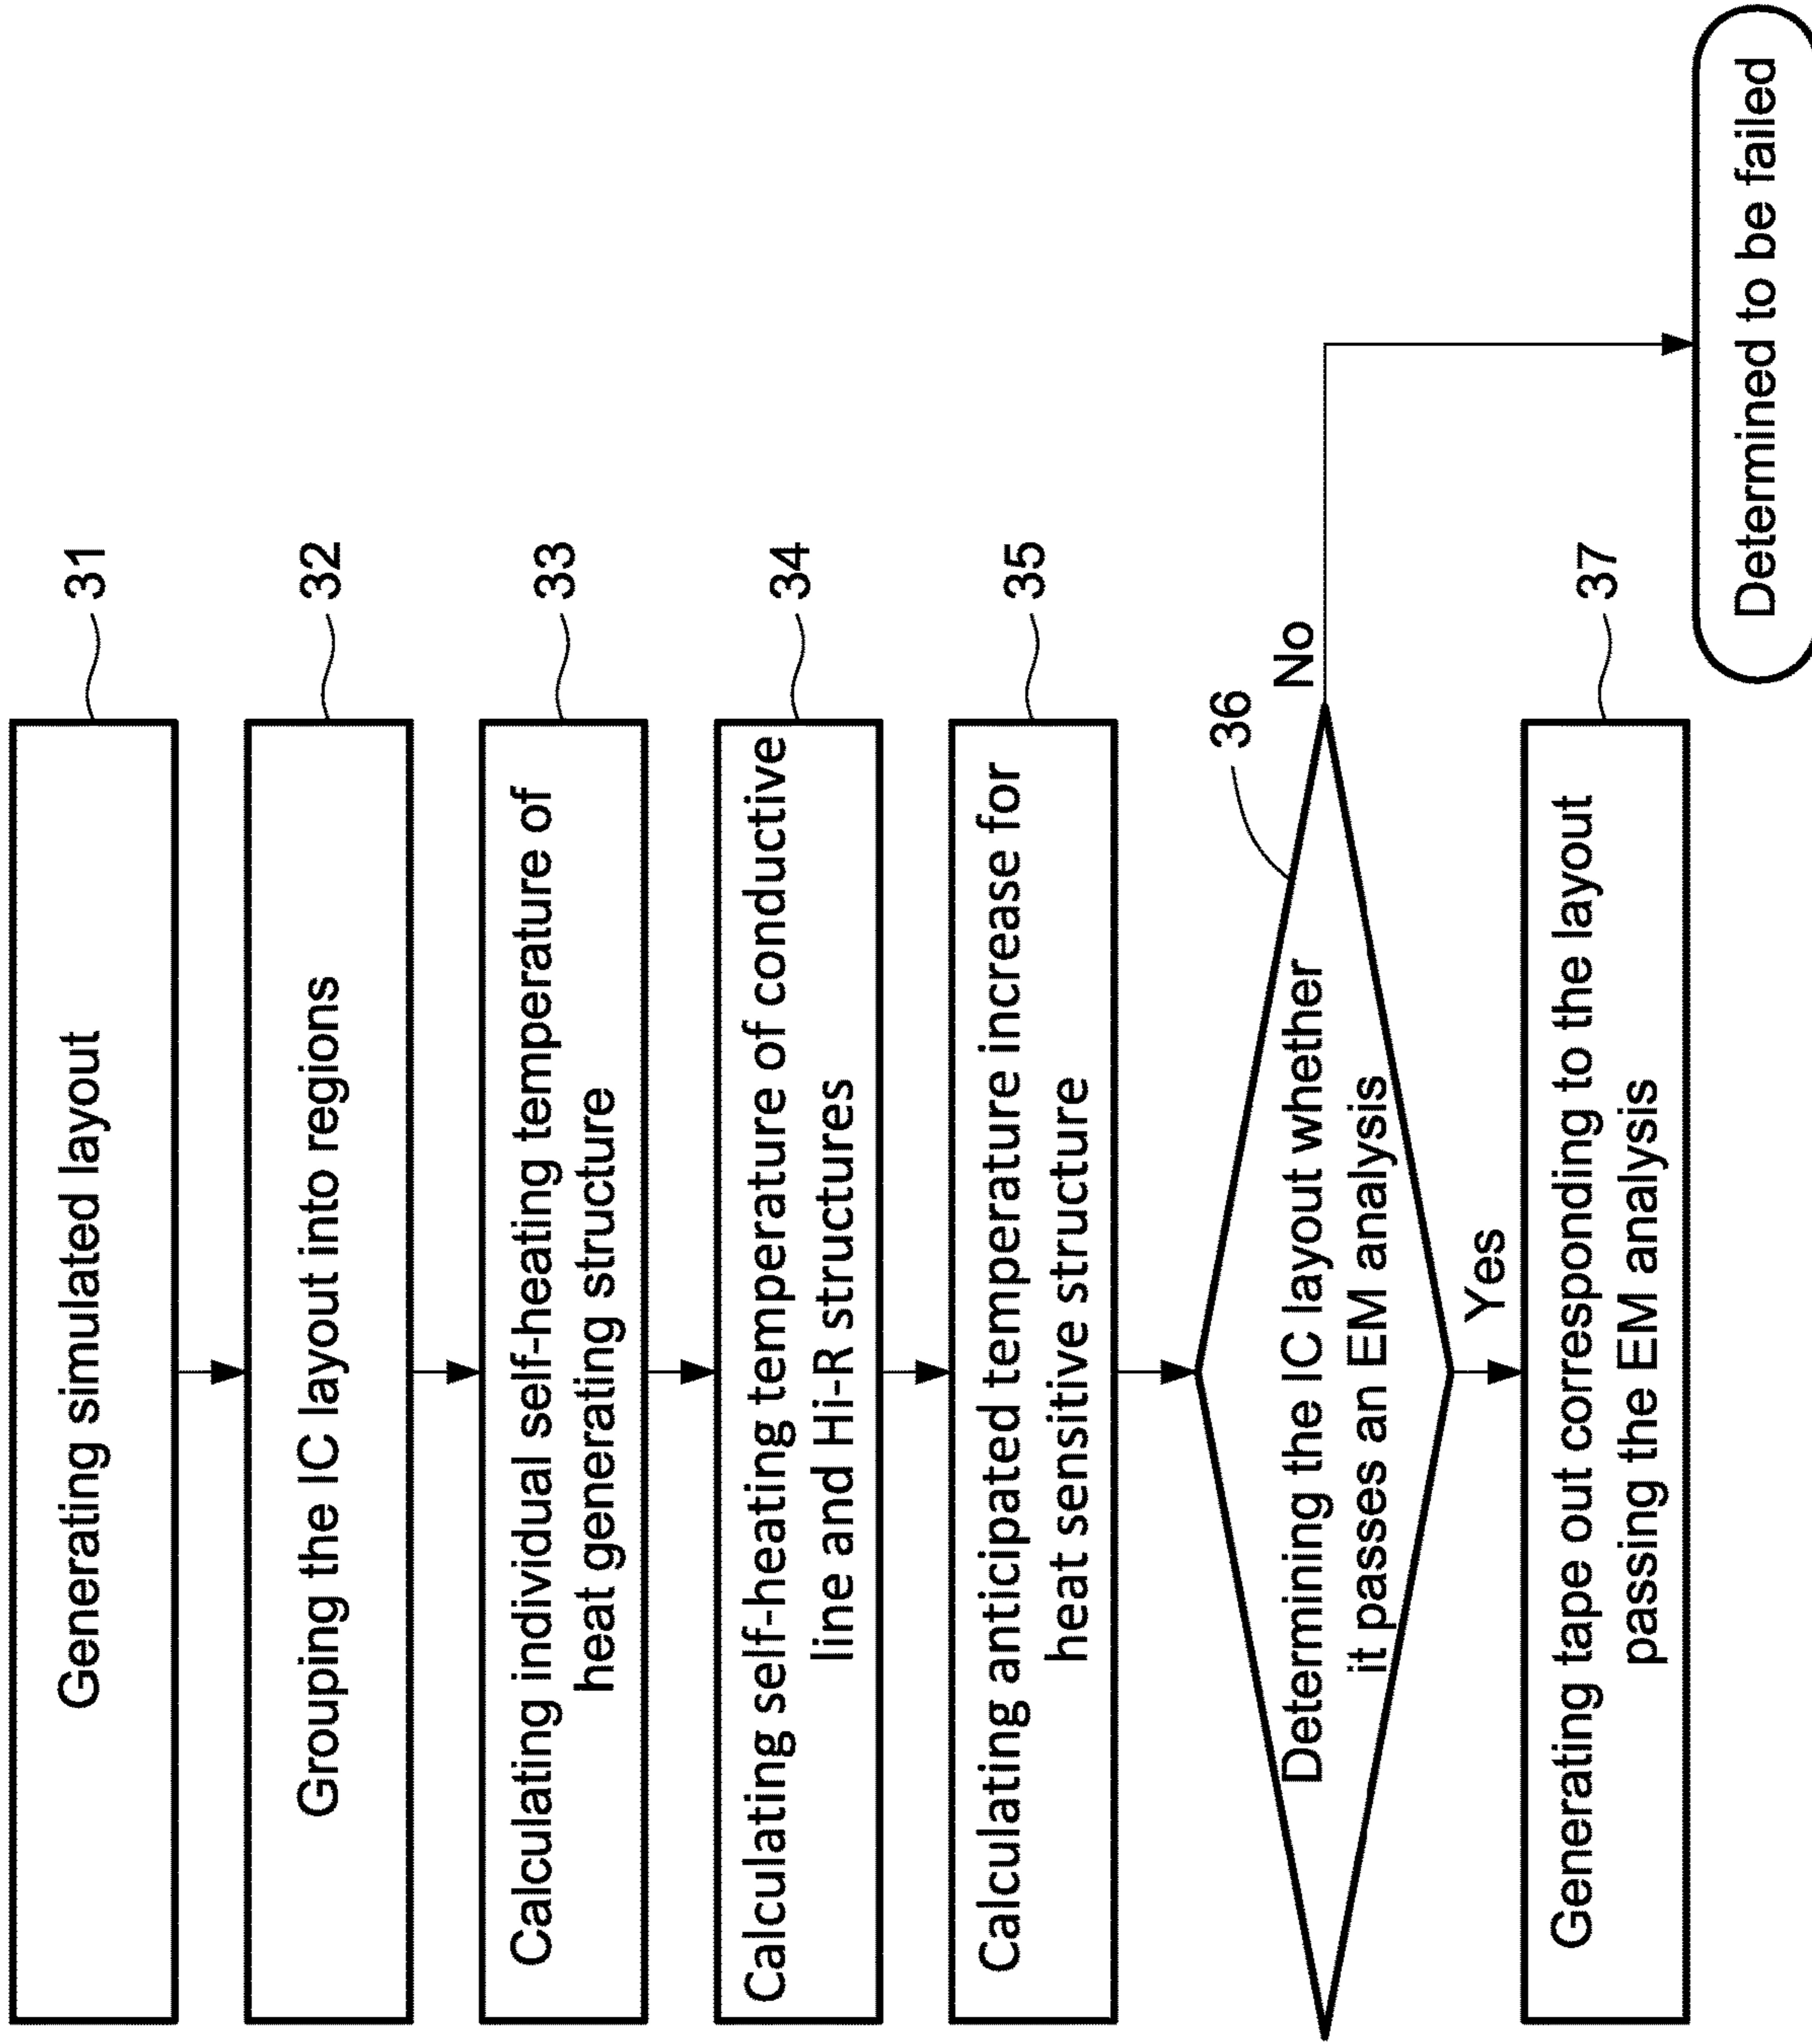 Generating simulated layout
31
Grouping the IC layout into regions
32
Calculating individual self-heating temperature of
heat generating structure
33
Calculating self-heating temperature of conductive
line and Hi-R structures
34
Calculating anticipated temperature increase for
heat sensitive structure
35
Determining the IC layout whether
it passes an EM analysis
36
No
Yes
Generating tape out corresponding to the layout
passing the EM analysis
37
Determined to be failed